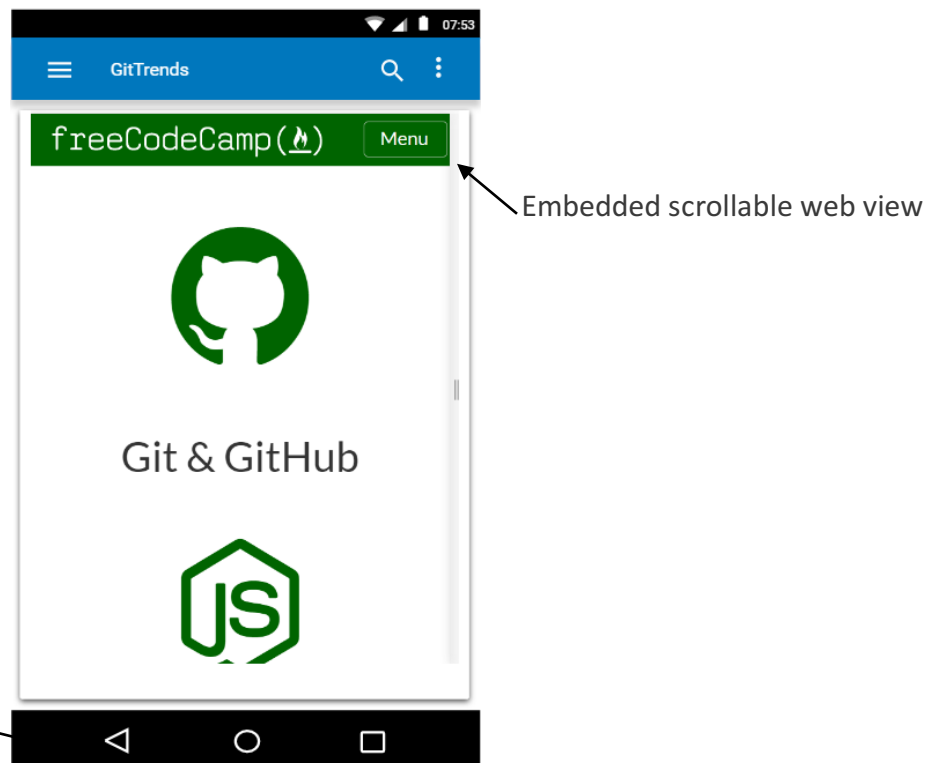 07:53
GitTrends
freeCodeCamp( )
Menu
Embedded scrollable web view
Git & GitHub
JS